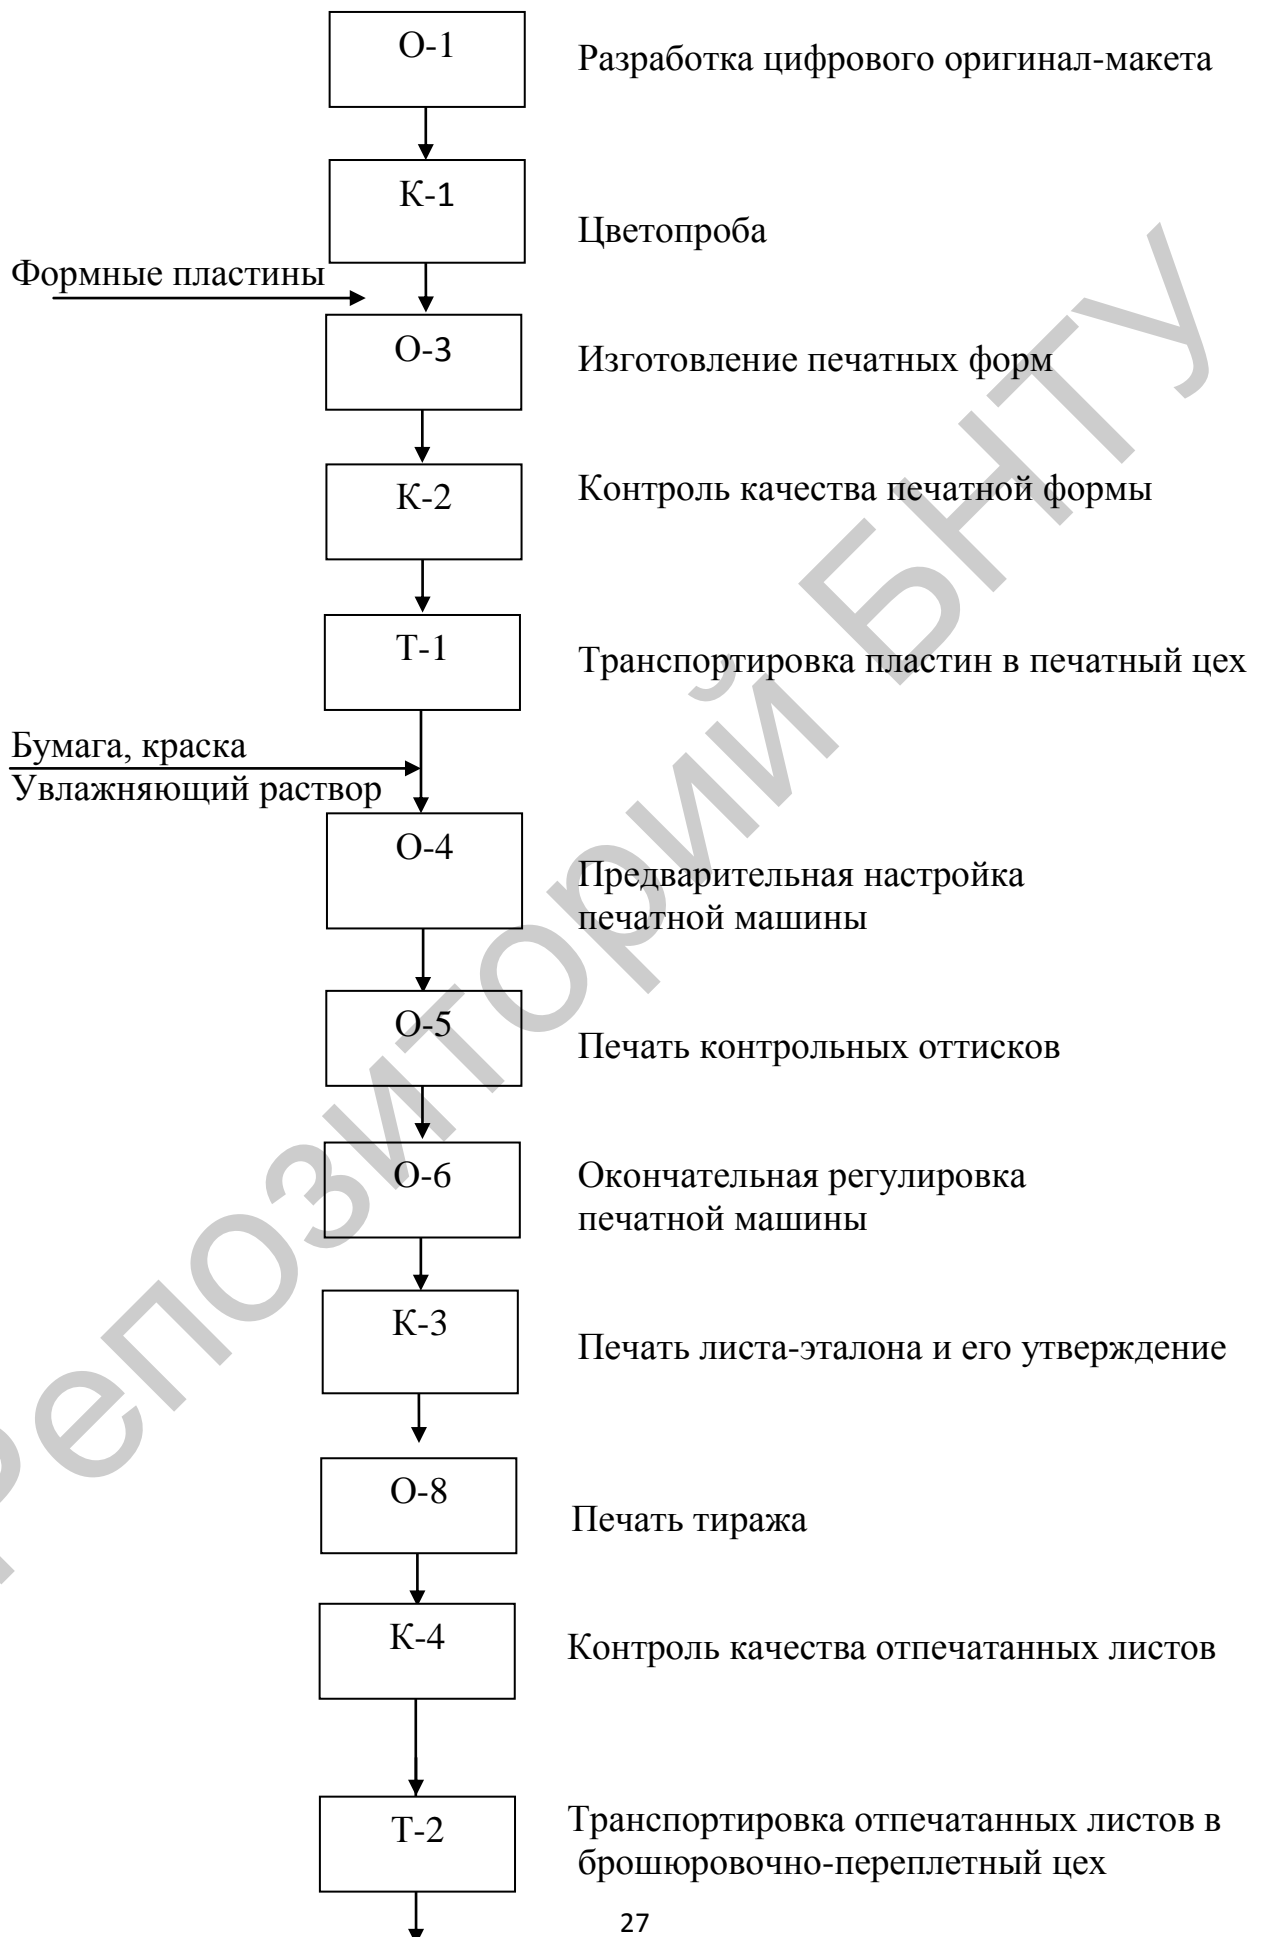 О-1
Разработка цифрового оригинал-макета
К-1
Цветопроба
Формные пластины
О-3
Изготовление печатных форм
К-2
Контроль качества печатной формы
Т-1
Транспортировка пластин в печатный цех
Бумага, краска
Увлажняющий раствор
О-4
Предварительная настройка
печатной машины
О-5
Печать контрольных оттисков
О-6
Окончательная регулировка
печатной машины
К-3
Печать листа-эталона и его утверждение
О-8
Печать тиража
К-4
Контроль качества отпечатанных листов
Т-2
Транспортировка отпечатанных листов в
брошюровочно-переплетный цех
27
Репозиторий БНТУ